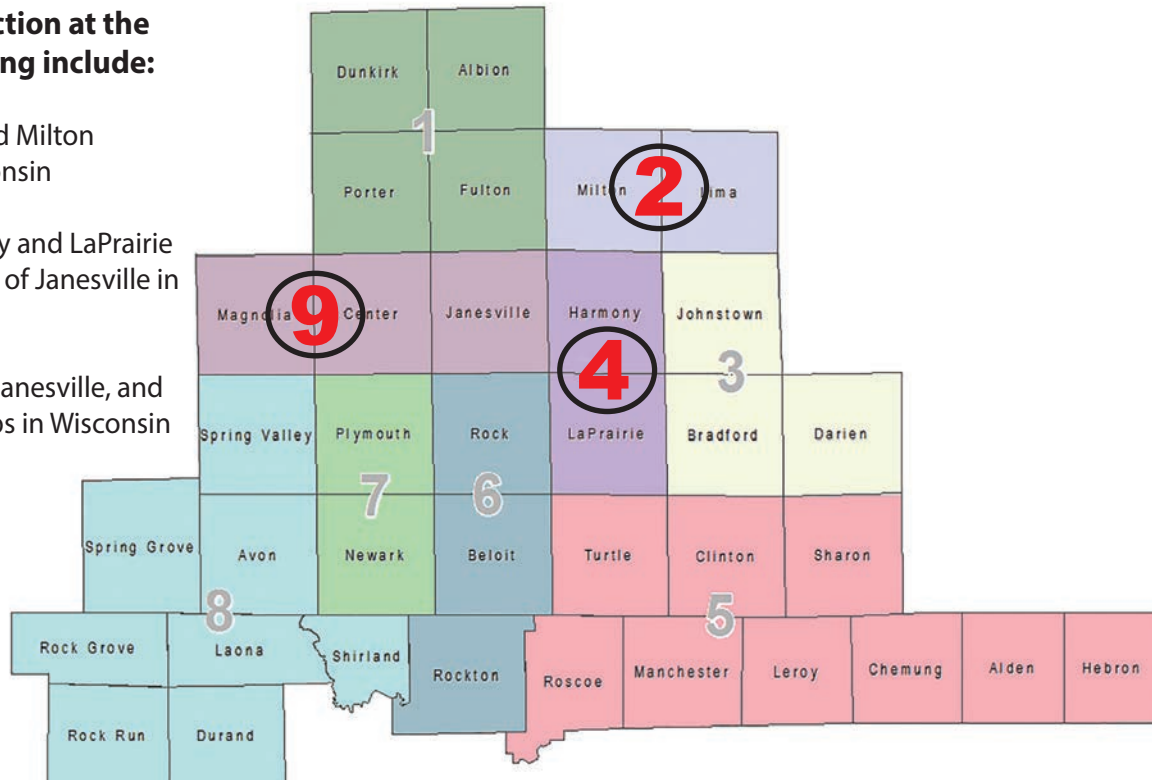 ction at the
ng include:
d Milton
onsin
y and LaPrairie
of Janesville in
anesville, and
os in Wisconsin
Dunkirk Albion
1
Porter Fulton Milton 2 Lima
Magnolia 9 Center Janesville Harmony Johnstown
4 3
Spring Valley Plymouth Rock LaPrairie Bradford Darien
7 6
Spring Grove Avon Newark Beloit Turtle Clinton Sharon
8 5
Rock Grove Laona Shirland Rockton Roscoe Manchester Leroy Chemung Alden Hebron
Rock Run Durand